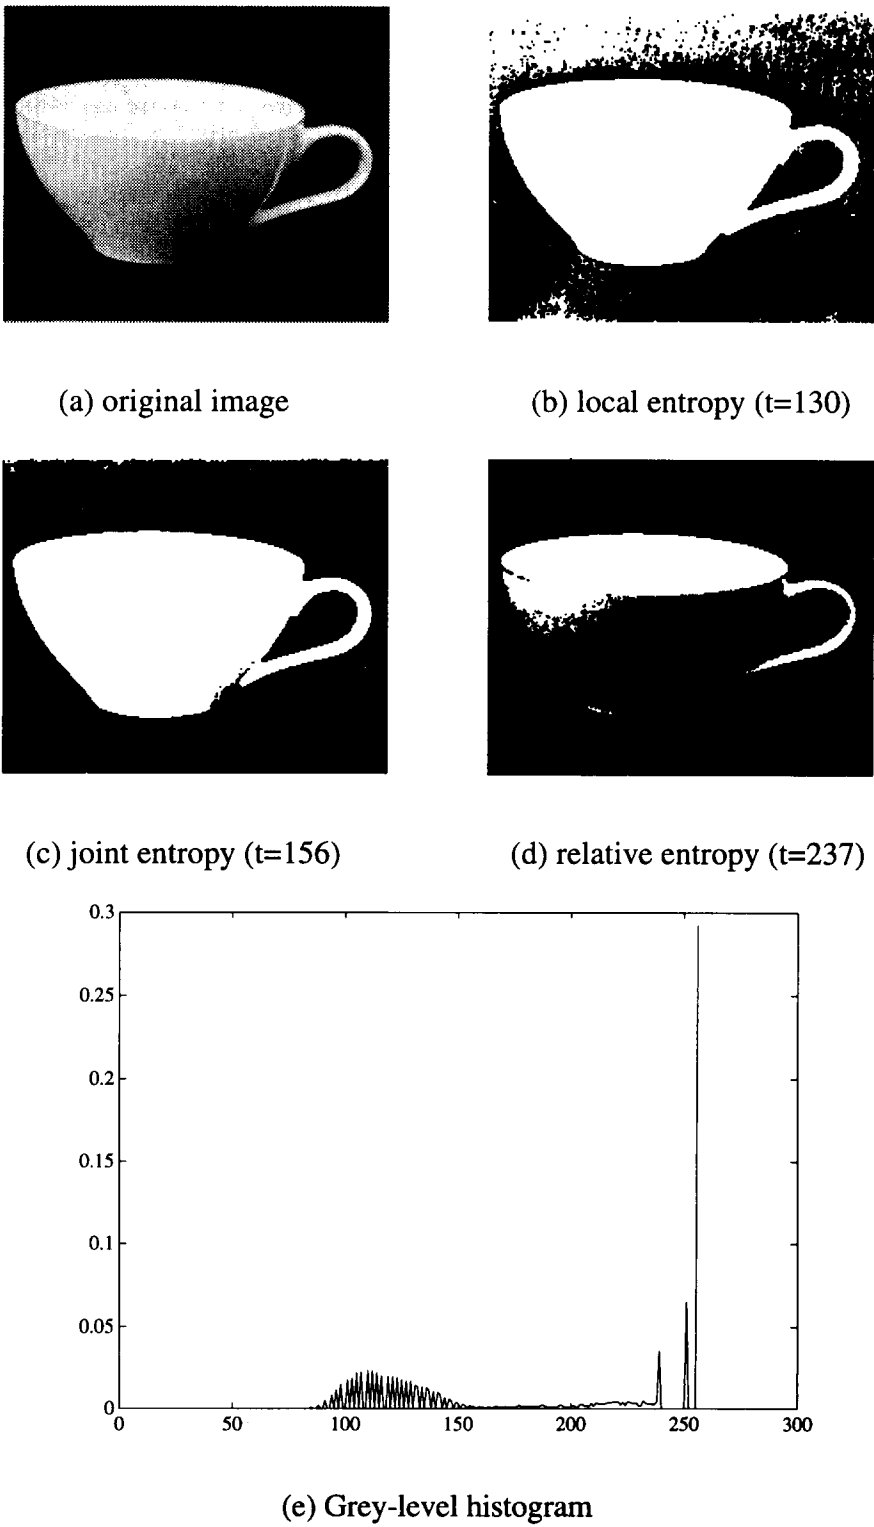 (a) original image
(b) local entropy (t=130)
(c) joint entropy (t=156)
(d) relative entropy (t=237)
0.3
0.25
0.2
0.15
0.1
0.05
0
0 50 100 150 200 250 300
(e) Grey-level histogram